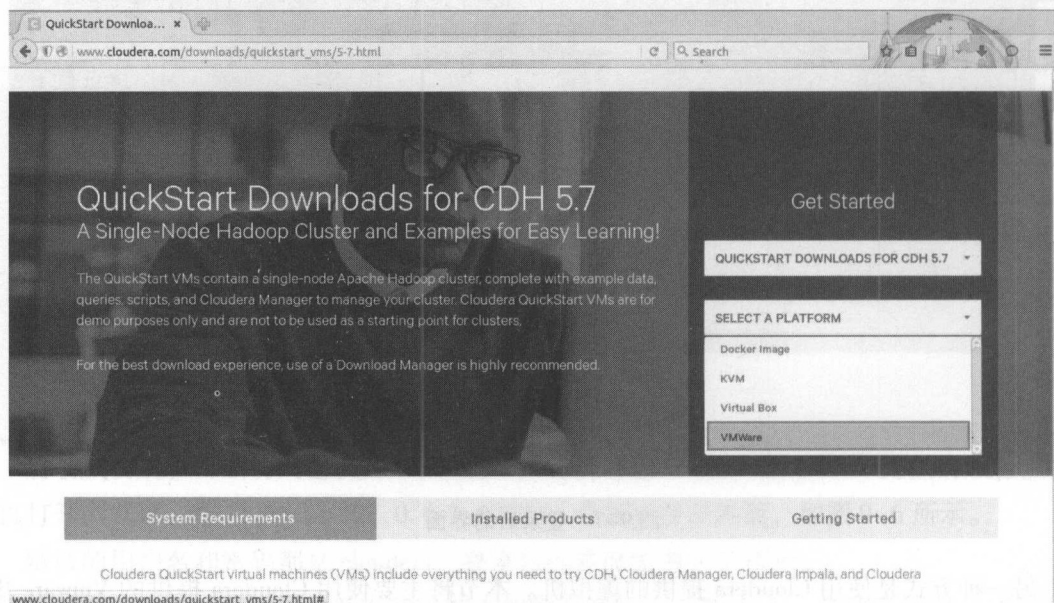 QuickStart Downloa... ×
www.cloudera.com/downloads/quickstart_vms/5-7.html
Search
QuickStart Downloads for CDH 5.7
A Single-Node Hadoop Cluster and Examples for Easy Learning!
The QuickStart VMs contain a single-node Apache Hadoop cluster, complete with example data,
queries, scripts, and Cloudera Manager to manage your cluster. Cloudera QuickStart VMs are for
demo purposes only and are not to be used as a starting point for clusters.
For the best download experience, use of a Download Manager is highly recommended.
Get Started
QUICKSTART DOWNLOADS FOR CDH 5.7
SELECT A PLATFORM
Docker Image
KVM
Virtual Box
VMWare
System Requirements
Installed Products
Getting Started
Cloudera QuickStart virtual machines (VMs) include everything you need to try CDH, Cloudera Manager, Cloudera Impala, and Cloudera
www.cloudera.com/downloads/quickstart_vms/5-7.html#